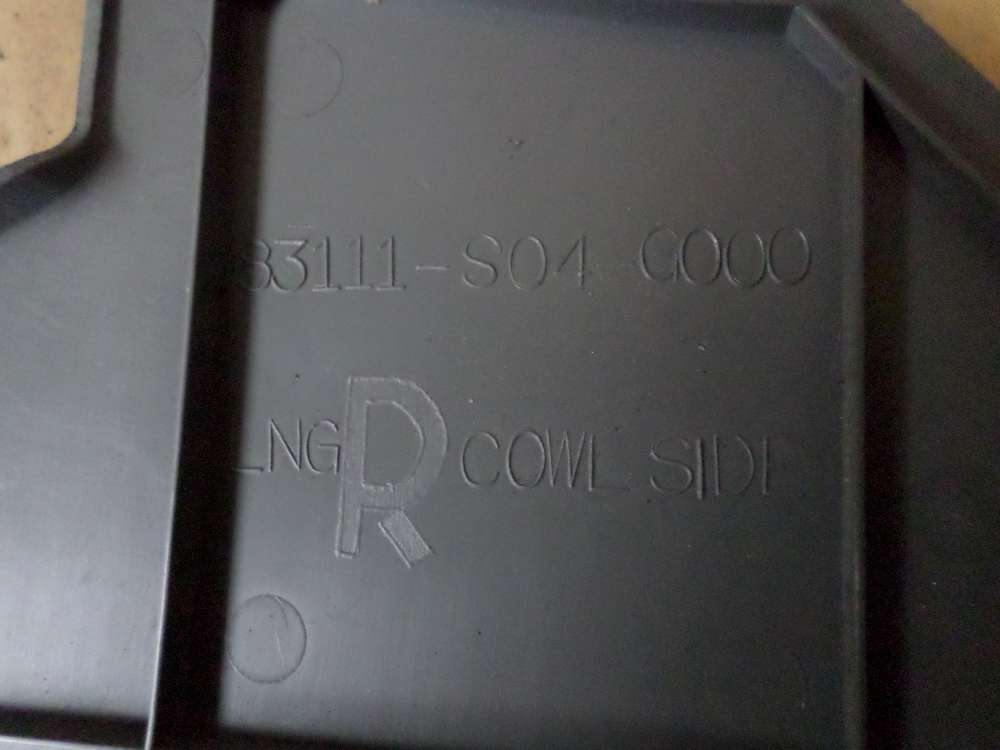 83111-S04-G000
LNG R COWL SIDE